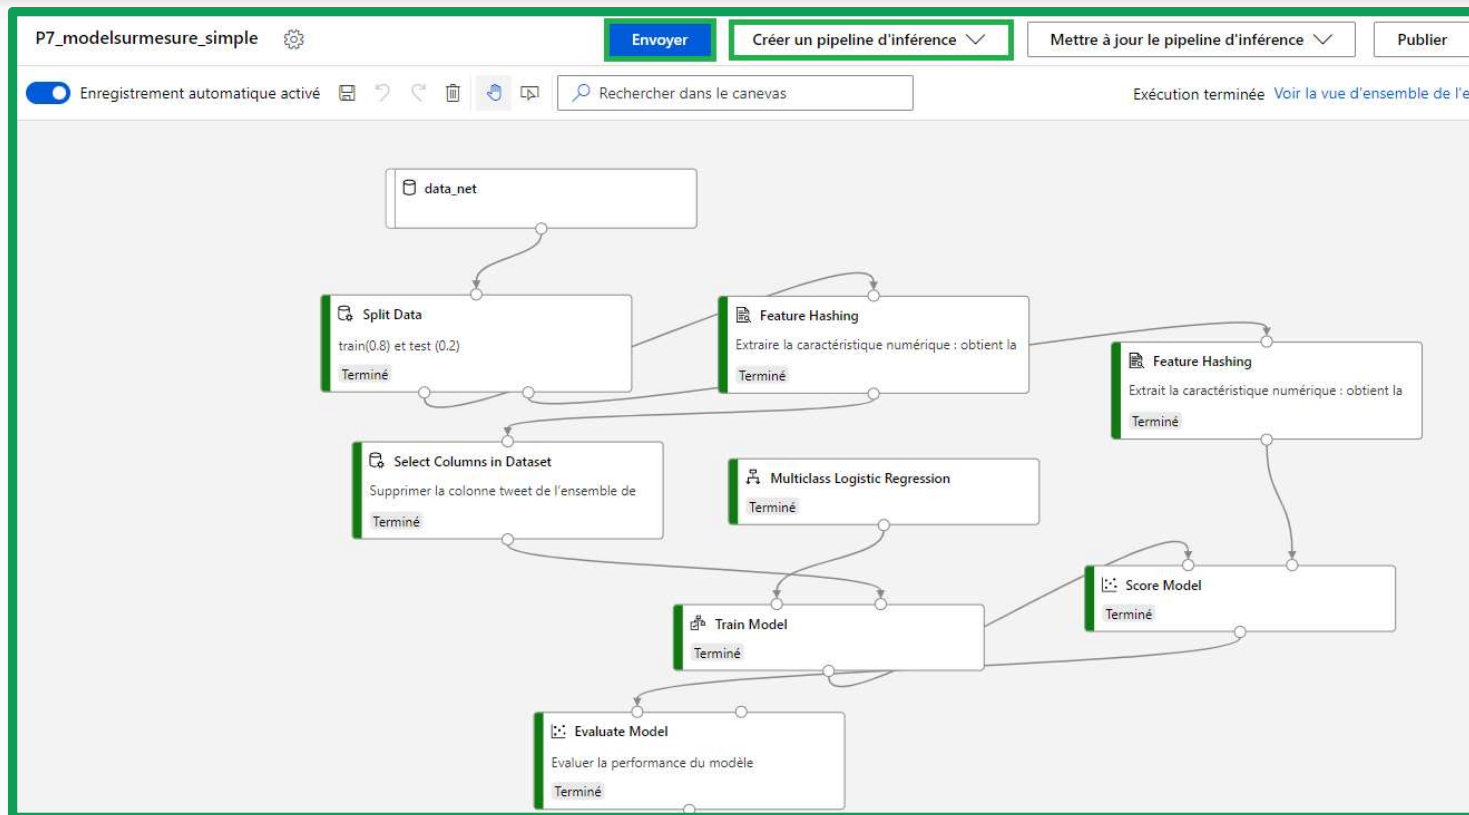 P7_modelsurmesure_simple
Envoyer
Créer un pipeline d'inférence
Mettre à jour le pipeline d'inférence
Publier
Enregistrement automatique activé
Rechercher dans le canevas
Exécution terminée Voir la vue d'ensemble de l'e
data_net
Split Data
train(0.8) et test (0.2)
Terminé
Feature Hashing
Extraire la caractéristique numérique : obtient la
Terminé
Feature Hashing
Extrait la caractéristique numérique : obtient la
Terminé
Select Columns in Dataset
Supprimer la colonne tweet de l'ensemble de
Terminé
Multiclass Logistic Regression
Terminé
Score Model
Terminé
Train Model
Terminé
Evaluate Model
Evaluer la performance du modèle
Terminé